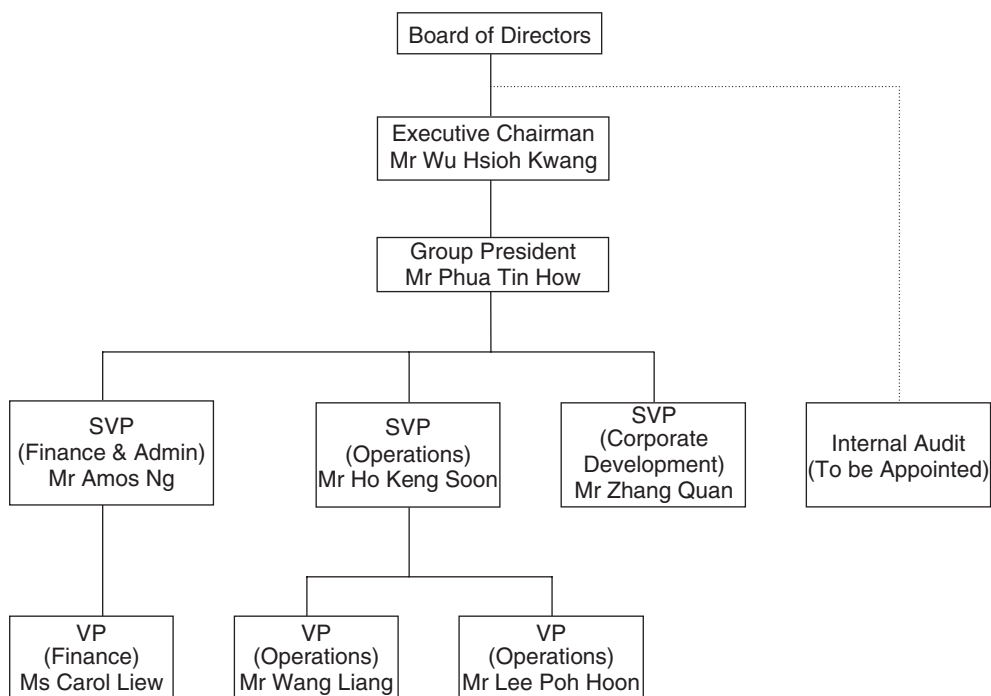 Board of Directors
Executive Chairman
Mr Wu Hsioh Kwang
Group President
Mr Phua Tin How
SVP
(Finance & Admin)
Mr Amos Ng
SVP
(Operations)
Mr Ho Keng Soon
SVP
(Corporate
Development)
Mr Zhang Quan
Internal Audit
(To be Appointed)
VP
(Finance)
Ms Carol Liew
VP
(Operations)
Mr Wang Liang
VP
(Operations)
Mr Lee Poh Hoon